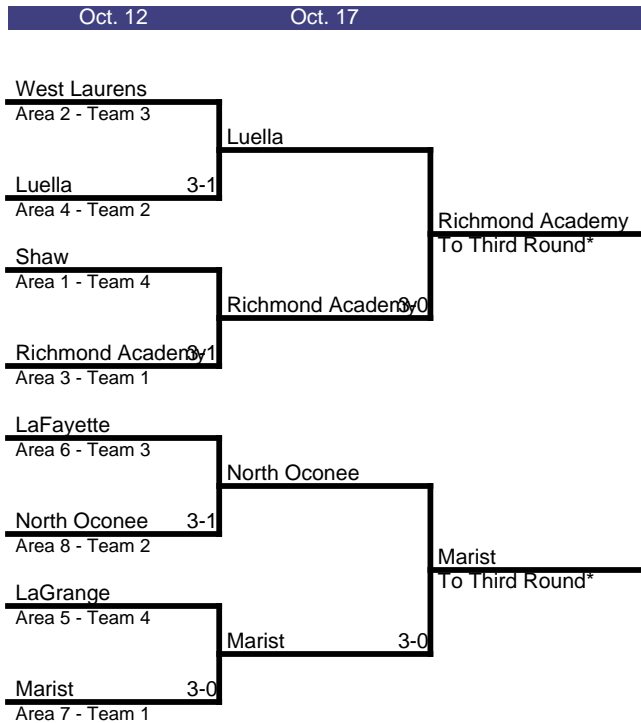 Oct. 12 Oct. 17
West Laurens
Area 2 - Team 3
Luella
Luella 3-1
Area 4 - Team 2
Richmond Academy
To Third Round*
Shaw
Area 1 - Team 4
Richmond Academy 3-0
Richmond Academy 3-1
Area 3 - Team 1
LaFayette
Area 6 - Team 3
North Oconee
North Oconee 3-1
Area 8 - Team 2
Marist
To Third Round*
LaGrange
Area 5 - Team 4
Marist 3-0
Marist 3-0
Area 7 - Team 1